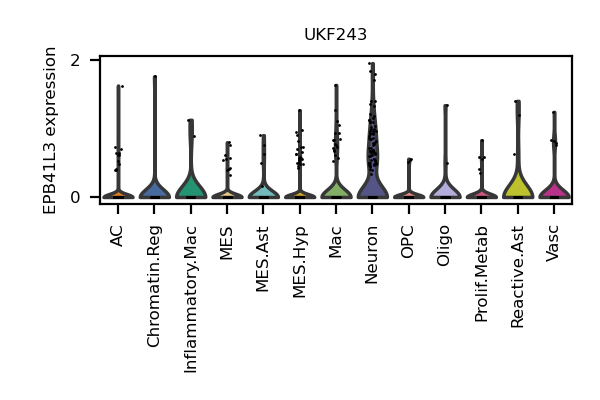 UKF243
EPB41L3 expression
2
0
AC
Chromatin.Reg
Inflammatory.Mac
MES
MES.Ast
MES.Hyp
Mac
Neuron
OPC
Oligo
Prolif.Metab
Reactive.Ast
Vasc